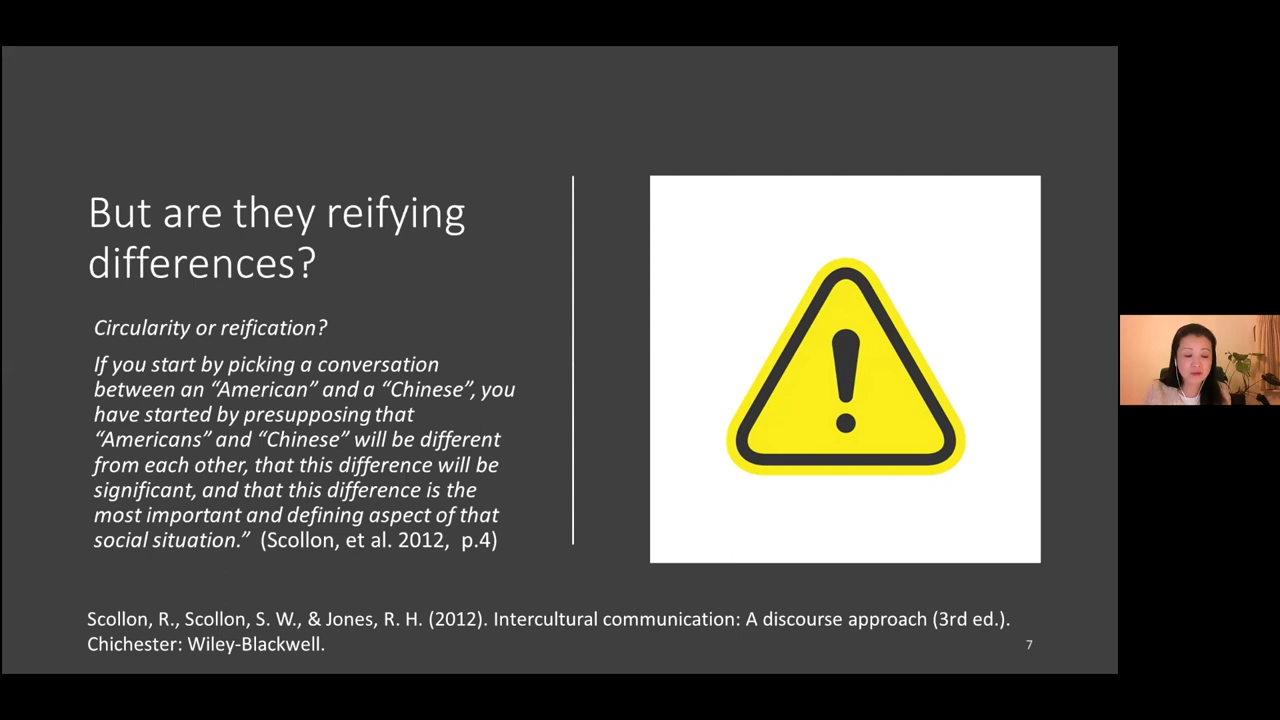 But are they reifying
differences?
Circularity or reification?
If you start by picking a conversation
between an “American” and a “Chinese”, you
have started by presupposing that
“Americans” and “Chinese” will be different
from each other, that this difference will be
significant, and that this difference is the
most important and defining aspect of that
social situation.” (Scollon, et al. 2012, p.4)
Scollon, R., Scollon, S. W., & Jones, R. H. (2012). Intercultural communication: A discourse approach (3rd ed.).
Chichester: Wiley-Blackwell.
7